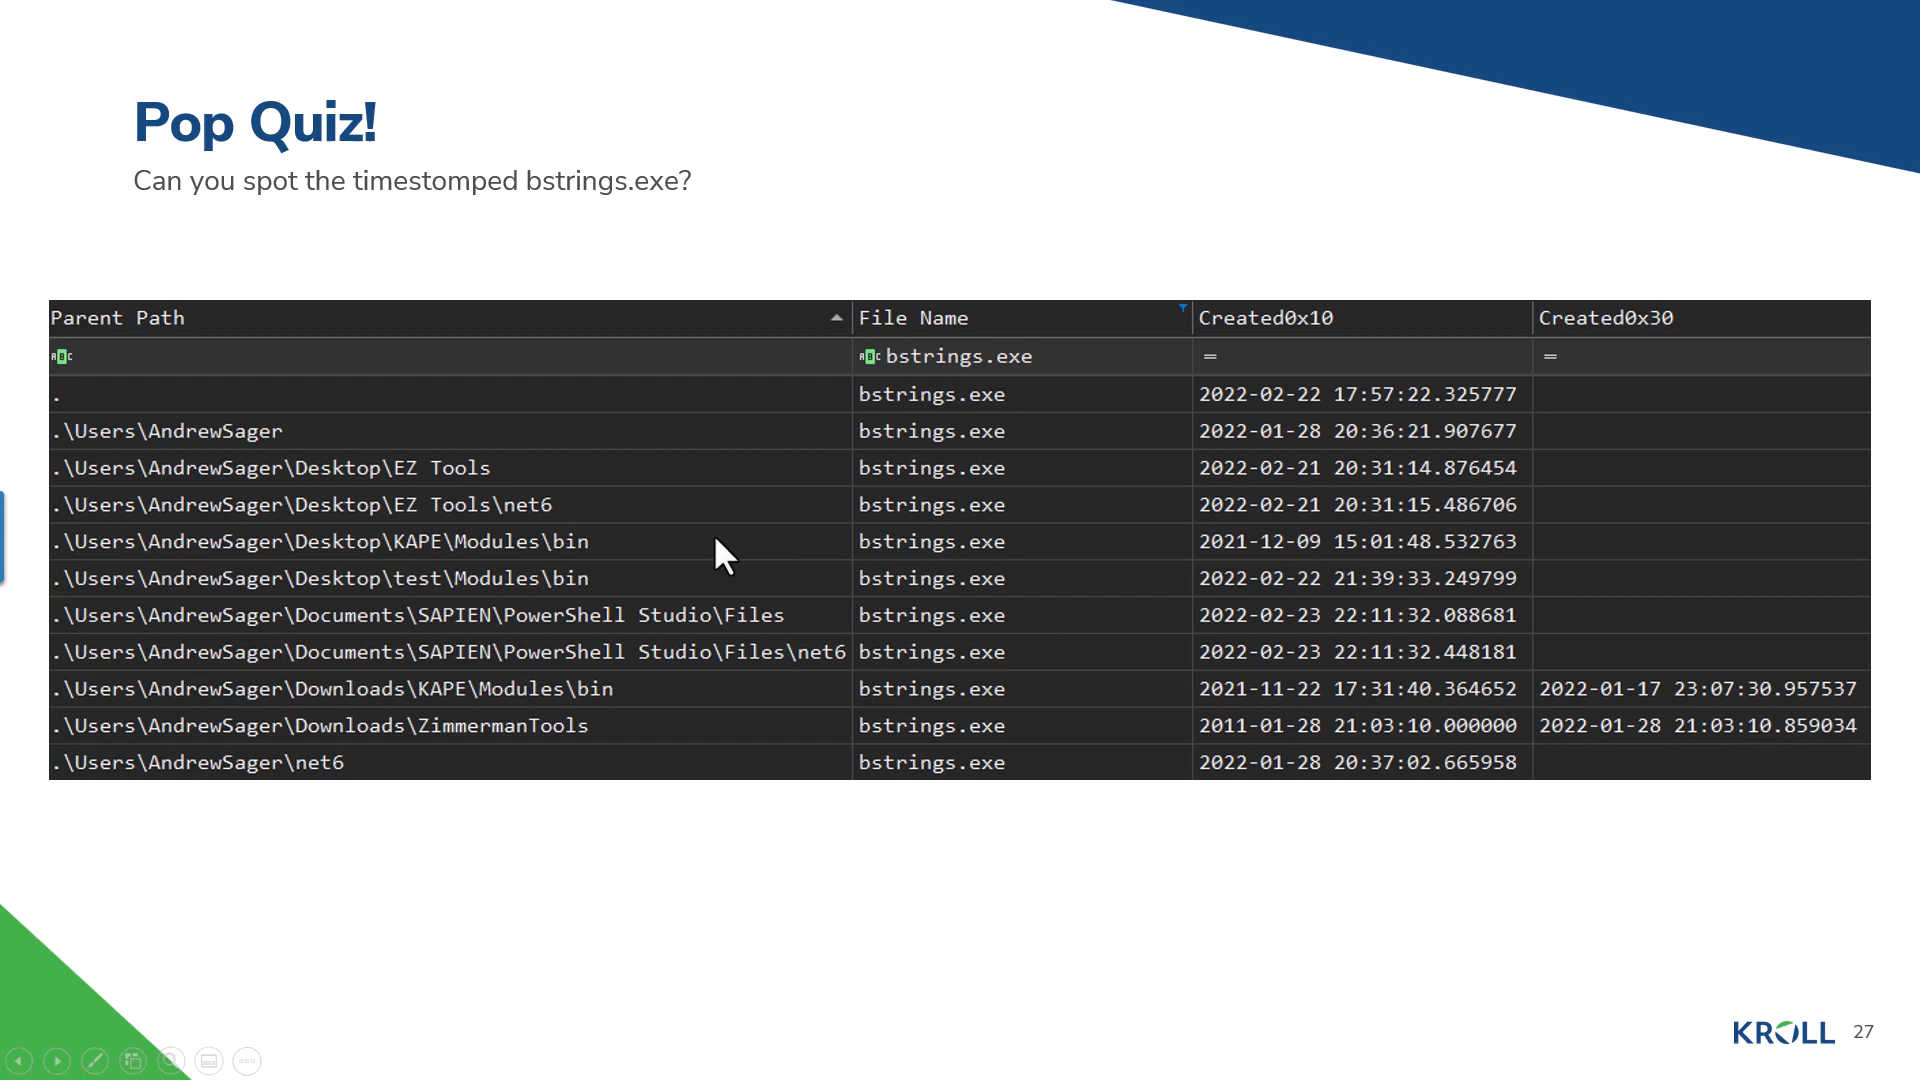 Pop Quiz!
Can you spot the timestomped bstrings.exe?
Parent Path File Name Created0x10 Created0x30
ABC ABC bstrings.exe = =
. bstrings.exe 2022-02-22 17:57:22.325777
.\Users\AndrewSager bstrings.exe 2022-01-28 20:36:21.907677
.\Users\AndrewSager\Desktop\EZ Tools bstrings.exe 2022-02-21 20:31:14.876454
.\Users\AndrewSager\Desktop\EZ Tools\net6 bstrings.exe 2022-02-21 20:31:15.486706
.\Users\AndrewSager\Desktop\KAPE\Modules\bin bstrings.exe 2021-12-09 15:01:48.532763
.\Users\AndrewSager\Desktop\test\Modules\bin bstrings.exe 2022-02-22 21:39:33.249799
.\Users\AndrewSager\Documents\SAPIEN\PowerShell Studio\Files bstrings.exe 2022-02-23 22:11:32.088681
.\Users\AndrewSager\Documents\SAPIEN\PowerShell Studio\Files\net6 bstrings.exe 2022-02-23 22:11:32.448181
.\Users\AndrewSager\Downloads\KAPE\Modules\bin bstrings.exe 2021-11-22 17:31:40.364652 2022-01-17 23:07:30.957537
.\Users\AndrewSager\Downloads\ZimmermanTools bstrings.exe 2011-01-28 21:03:10.000000 2022-01-28 21:03:10.859034
.\Users\AndrewSager\net6 bstrings.exe 2022-01-28 20:37:02.665958
KROLL 27